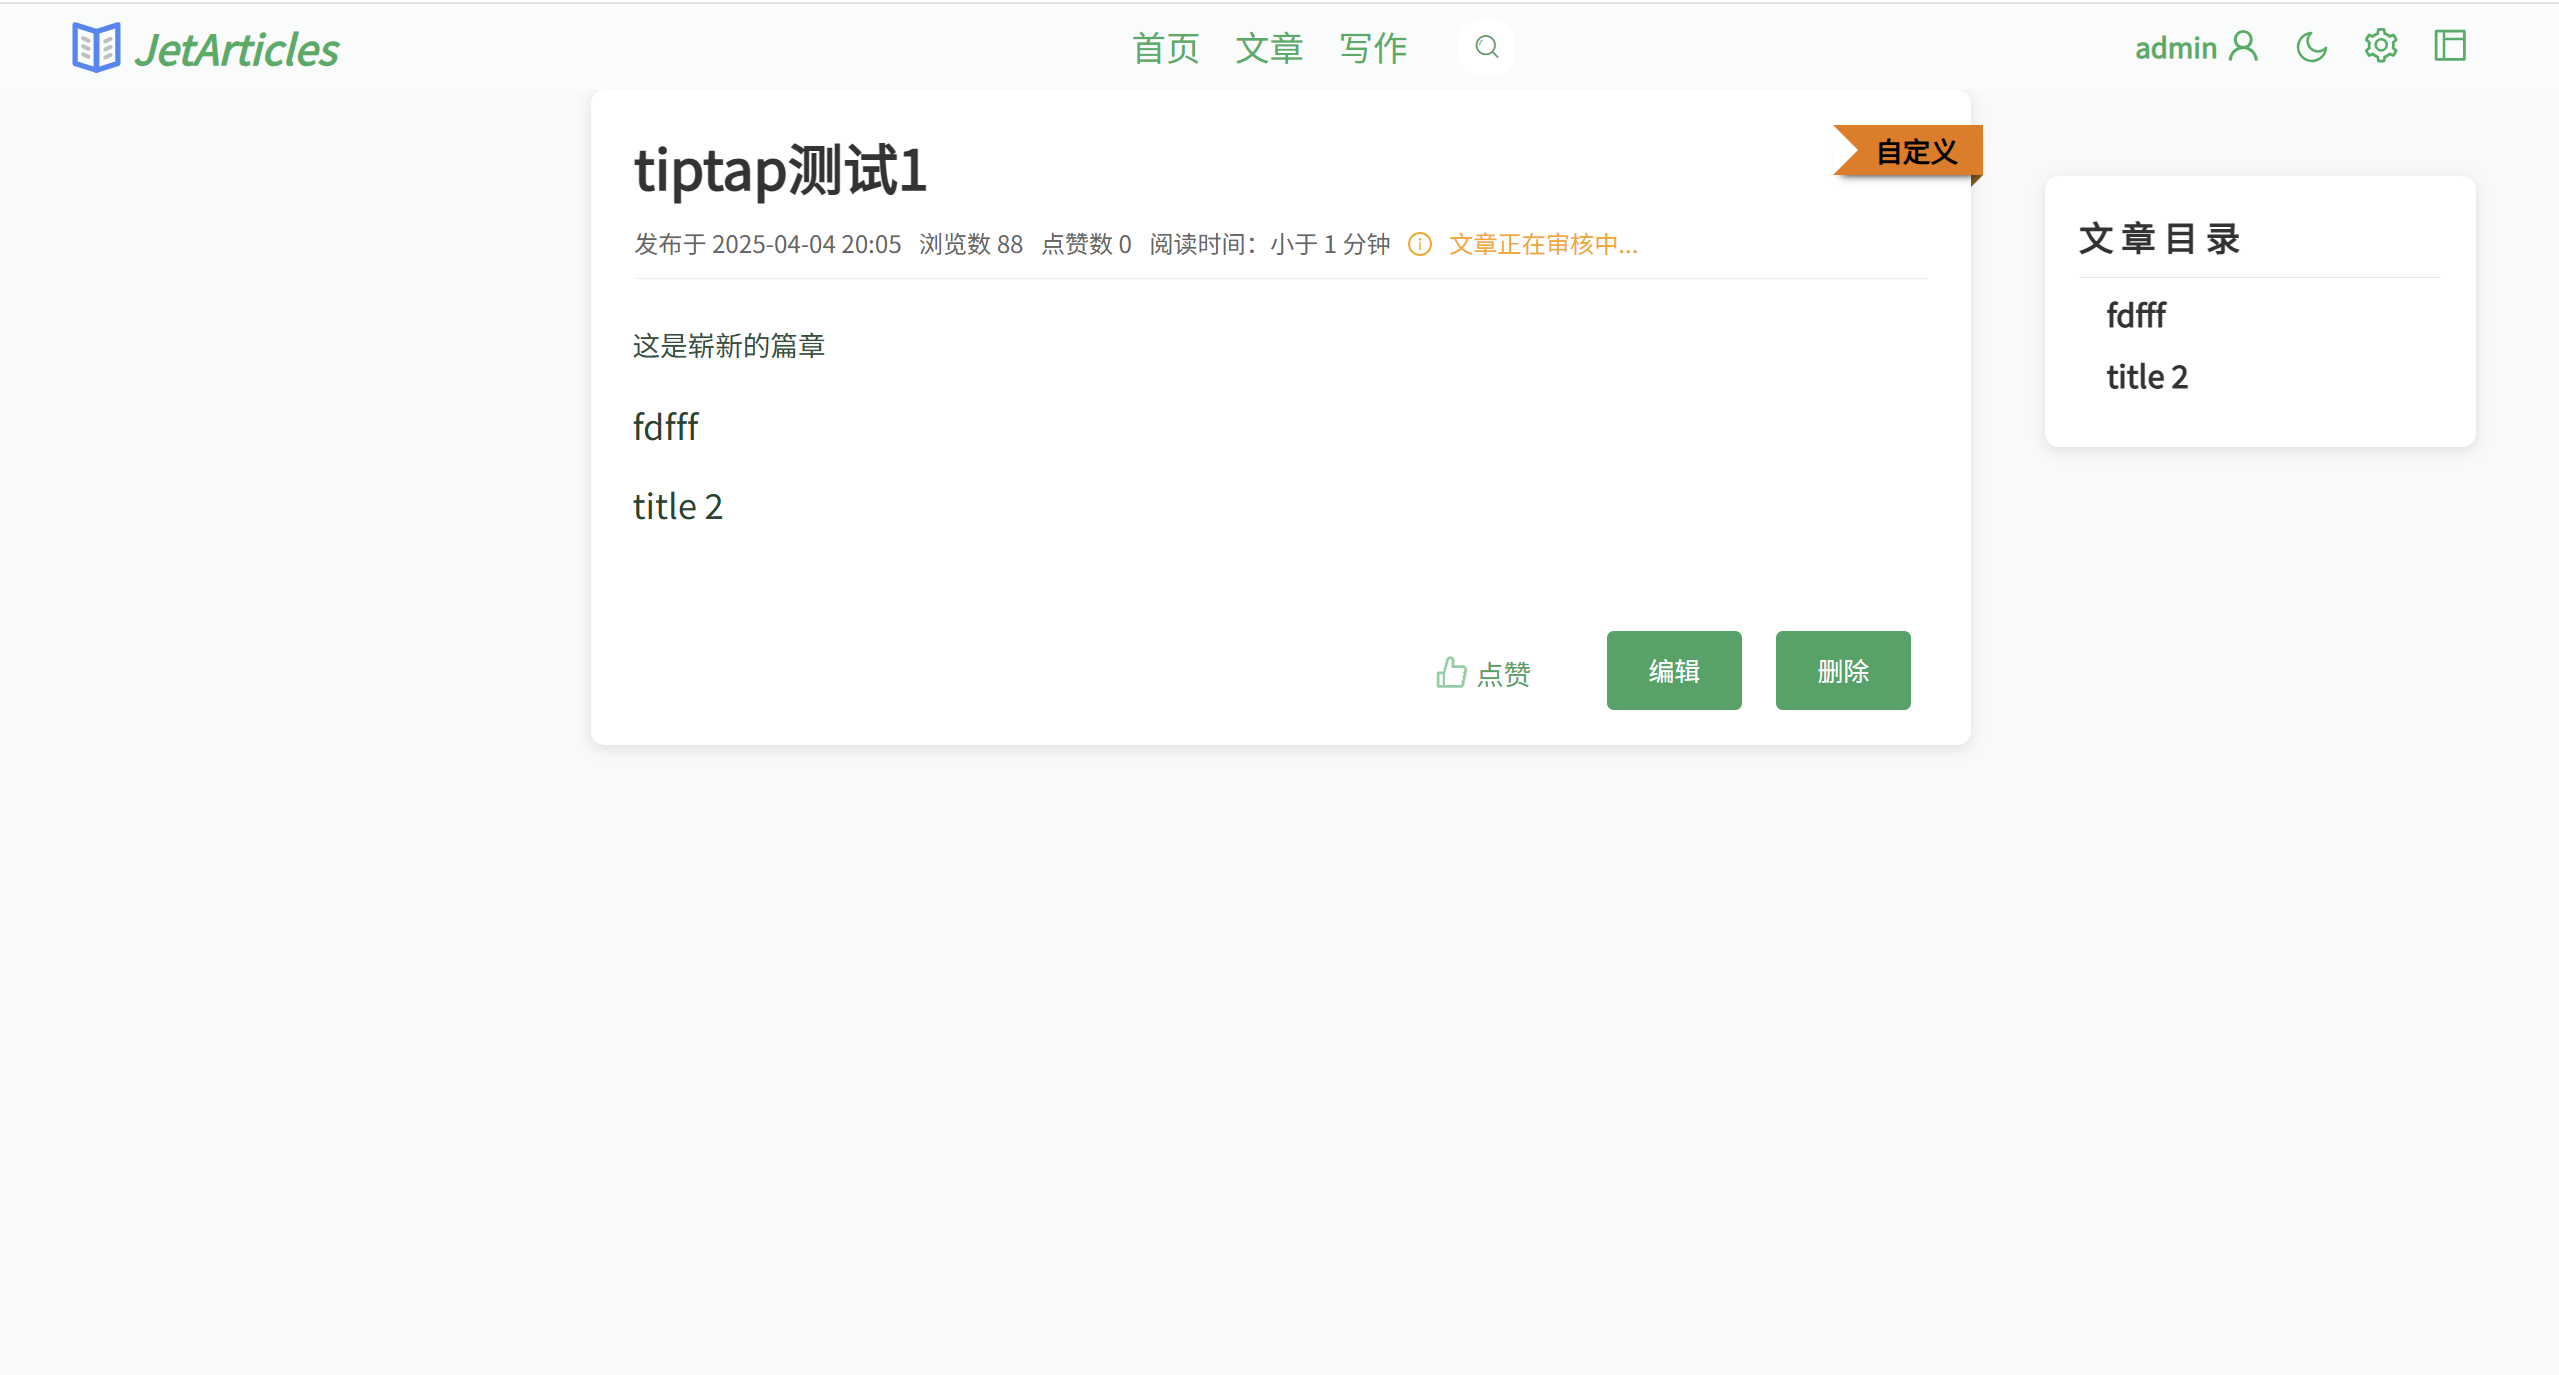 JetArticles
首页 文章 写作
admin
tiptap测试1
自定义
发布于 2025-04-04 20:05 浏览数 88 点赞数 0 阅读时间：小于 1 分钟 文章正在审核中...
这是崭新的篇章
fdfff
title 2
点赞
编辑
删除
文章目录
fdfff
title 2